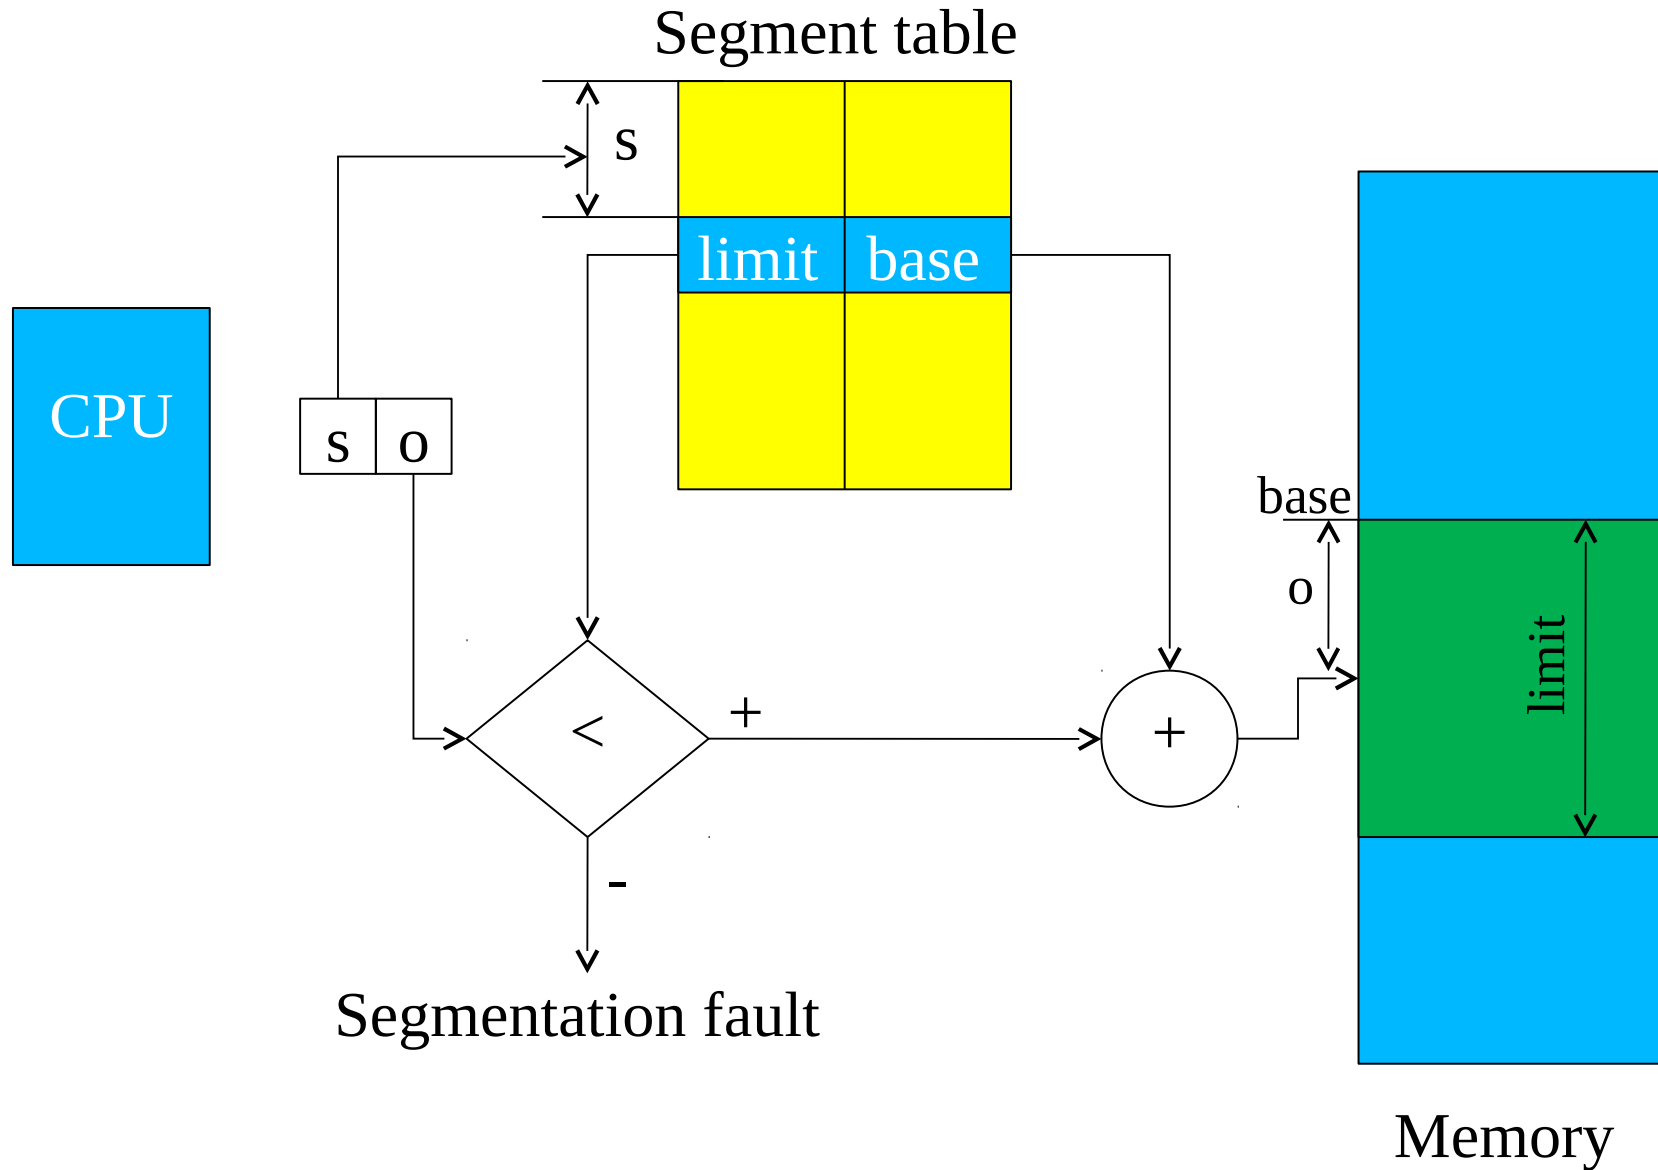 Segment table
s
limit base
CPU
s o
base
o
limit
<
+
+
-
Segmentation fault
Memory